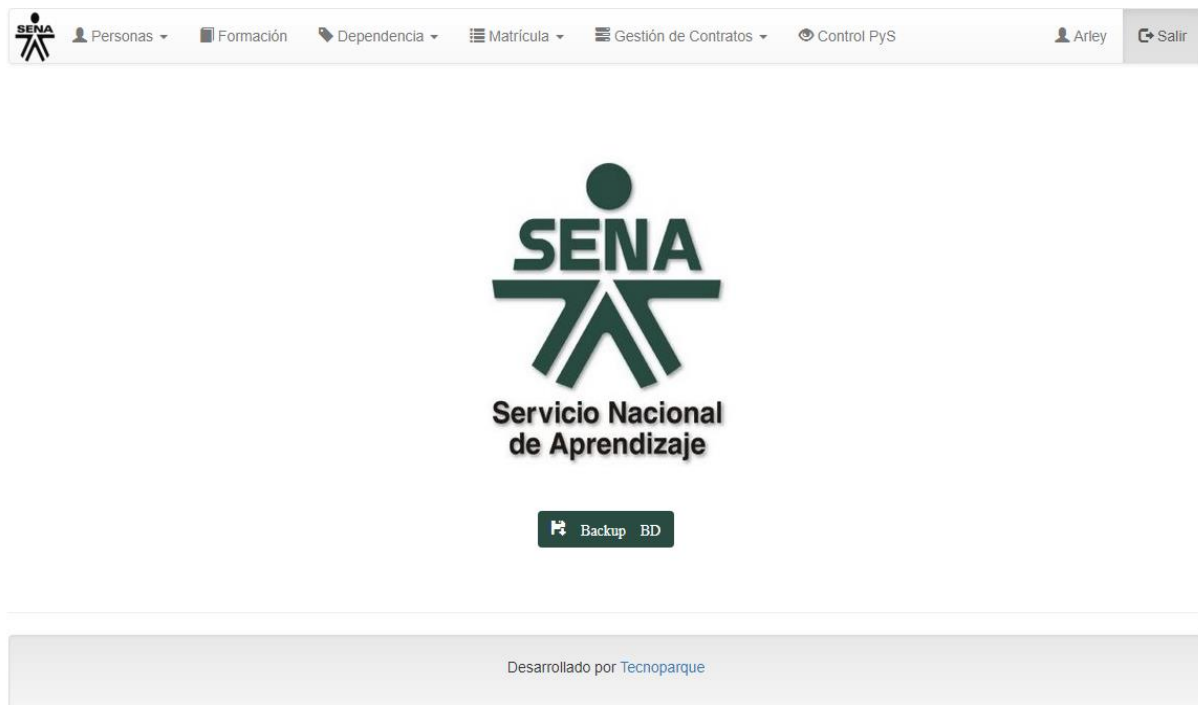 SENA
Personas
Formación
Dependencia
Matrícula
Gestión de Contratos
Control PyS
Arley
Salir
SENA
Servicio Nacional
de Aprendizaje
Backup BD
Desarrollado por Tecnoparque